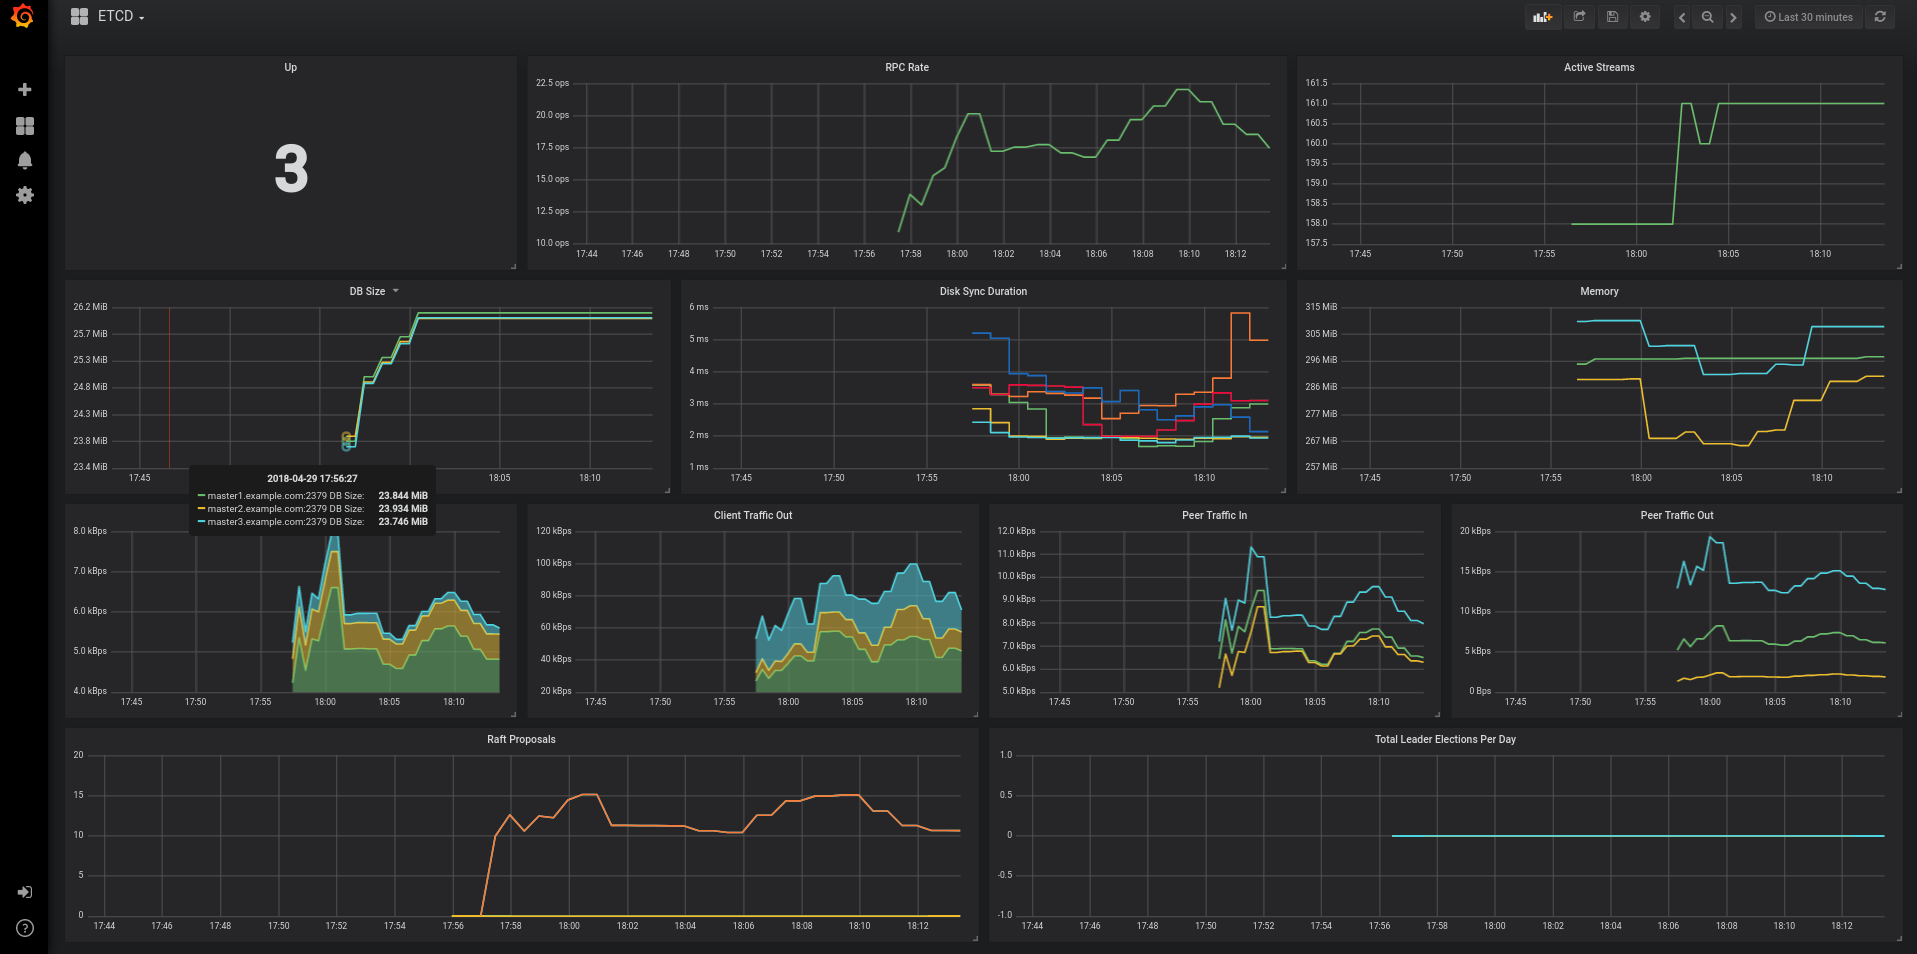 ETCD
Last 30 minutes
Up
3
RPC Rate
22.5 ops
20.0 ops
17.5 ops
15.0 ops
12.5 ops
10.0 ops
17:44 17:46 17:48 17:50 17:52 17:54 17:56 17:58 18:00 18:02 18:04 18:06 18:08 18:10 18:12
Active Streams
161.5
161.0
160.5
160.0
159.5
159.0
158.5
158.0
157.5
17:45 17:50 17:55 18:00 18:05 18:10
DB Size
26.2 MiB
25.7 MiB
25.3 MiB
24.8 MiB
24.3 MiB
23.8 MiB
23.4 MiB
17:45 18:05 18:10
2018-04-29 17:56:27
master1.example.com:2379 DB Size: 23.844 MiB
master2.example.com:2379 DB Size: 23.934 MiB
master3.example.com:2379 DB Size: 23.746 MiB
Disk Sync Duration
6 ms
5 ms
4 ms
3 ms
2 ms
1 ms
17:45 17:50 17:55 18:00 18:05 18:10
Memory
315 MiB
305 MiB
296 MiB
286 MiB
277 MiB
267 MiB
257 MiB
17:45 17:50 17:55 18:00 18:05 18:10
8.0 kBps
7.0 kBps
6.0 kBps
5.0 kBps
4.0 kBps
17:45 17:50 17:55 18:00 18:05 18:10
Client Traffic Out
120 kBps
100 kBps
80 kBps
60 kBps
40 kBps
20 kBps
17:45 17:50 17:55 18:00 18:05 18:10
Peer Traffic In
12.0 kBps
11.0 kBps
10.0 kBps
9.0 kBps
8.0 kBps
7.0 kBps
6.0 kBps
5.0 kBps
17:45 17:50 17:55 18:00 18:05 18:10
Peer Traffic Out
20 kBps
15 kBps
10 kBps
5 kBps
0 Bps
17:45 17:50 17:55 18:00 18:05 18:10
Raft Proposals
20
15
10
5
0
17:44 17:46 17:48 17:50 17:52 17:54 17:56 17:58 18:00 18:02 18:04 18:06 18:08 18:10 18:12
Total Leader Elections Per Day
1.0
0.5
0
-0.5
-1.0
17:44 17:46 17:48 17:50 17:52 17:54 17:56 17:58 18:00 18:02 18:04 18:06 18:08 18:10 18:12